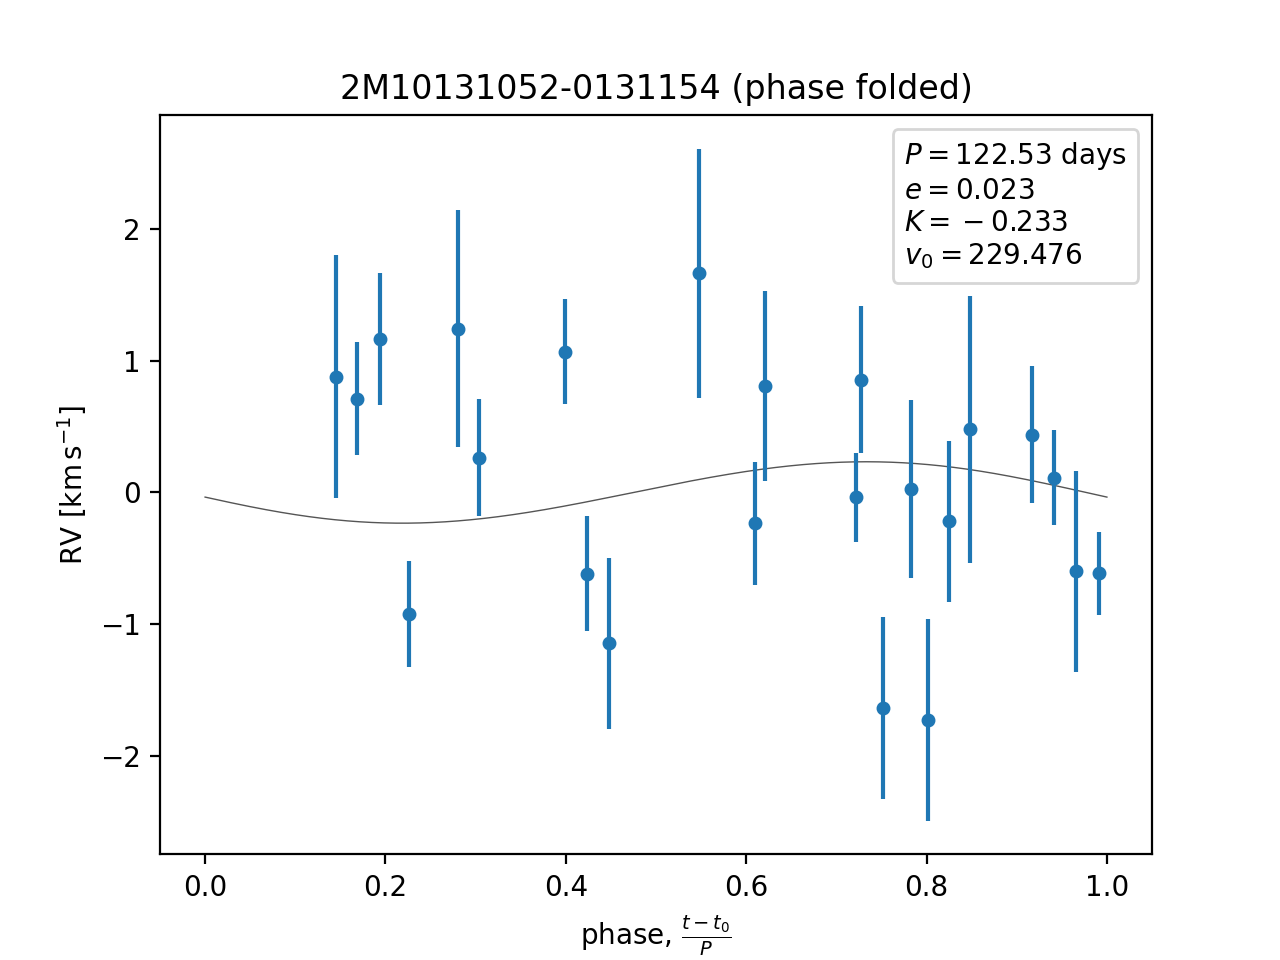 2M10131052-0131154 (phase folded)
P = 122.53 days
e = 0.023
K = −0.233
v₀ = 229.476
2
1
0
−1
−2
RV [km s⁻¹]
0.0 0.2 0.4 0.6 0.8 1.0
phase, (t − t₀)/P